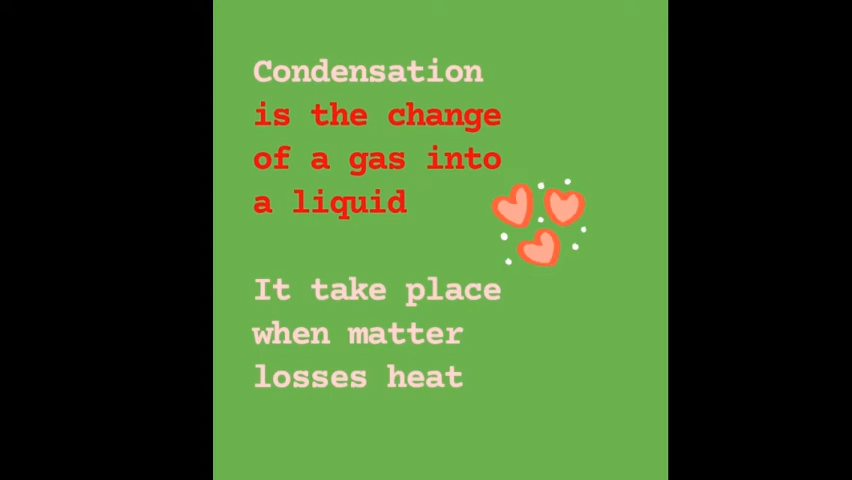 Condensation
is the change
of a gas into
a liquid
It take place
when matter
losses heat